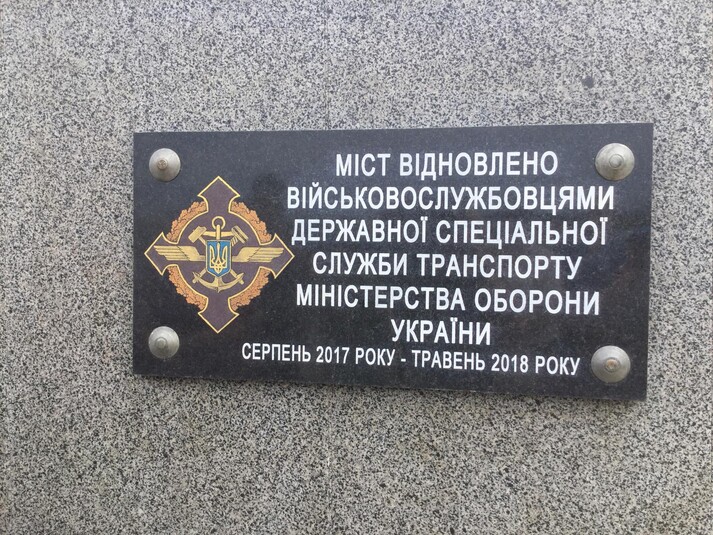 МІСТ ВІДНОВЛЕНО
ВІЙСЬКОВОСЛУЖБОВЦЯМИ
ДЕРЖАВНОЇ СПЕЦІАЛЬНОЇ
СЛУЖБИ ТРАНСПОРТУ
МІНІСТЕРСТВА ОБОРОНИ
УКРАЇНИ
СЕРПЕНЬ 2017 РОКУ - ТРАВЕНЬ 2018 РОКУ